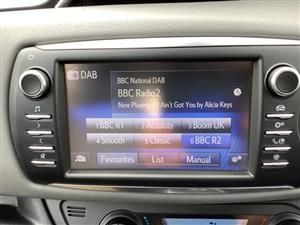 DAB
BBC National DAB
BBC Radio2
Now Playing If I Ain't Got You by Alicia Keys
1 BBC R1
2 Absolute
3 Boom UK
4 Smooth
5 Classic
6 BBC R2
Favourites
List
Manual